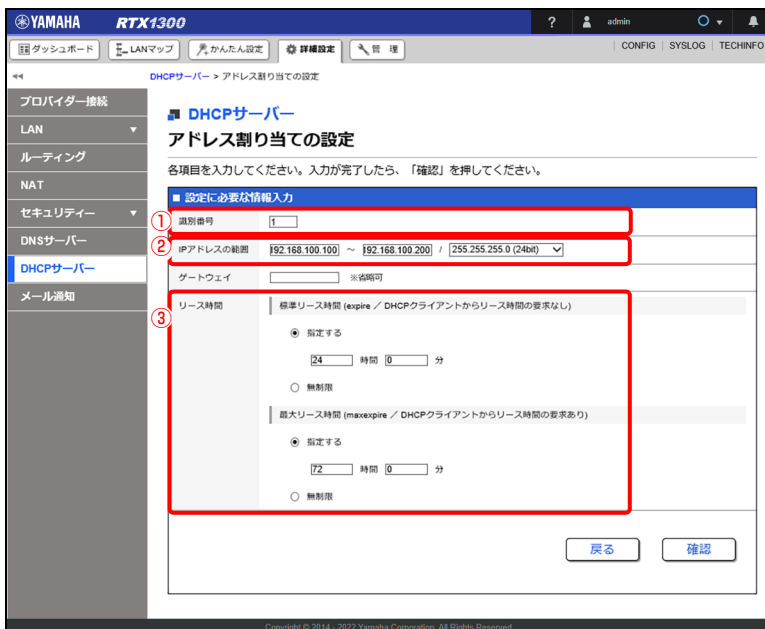 YAMAHA RTX1300 ? admin
ダッシュボード LANマップ かんたん設定 詳細設定 管 理 CONFIG SYSLOG TECHINFO
DHCPサーバー > アドレス割り当ての設定
プロバイダー接続
LAN
ルーティング
NAT
セキュリティー
DNSサーバー
DHCPサーバー
メール通知
DHCPサーバー
アドレス割り当ての設定
各項目を入力してください。入力が完了したら、「確認」を押してください。
■ 設定に必要な情報入力
① 識別番号 1
② IPアドレスの範囲 192.168.100.100 ～ 192.168.100.200 / 255.255.255.0 (24bit)
ゲートウェイ ※省略可
③ リース時間 標準リース時間 (expire ／ DHCPクライアントからリース時間の要求なし)
指定する
24 時間 0 分
無制限
最大リース時間 (maxexpire ／ DHCPクライアントからリース時間の要求あり)
指定する
72 時間 0 分
無制限
戻る 確認
Copyright © 2014 - 2022 Yamaha Corporation. All Rights Reserved.